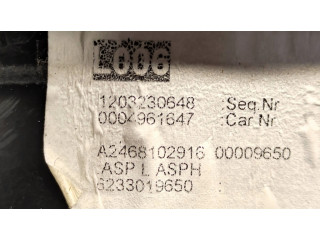 L006
1203230648 :Seq.Nr
0004961647 :Car Nr
A2468102916 00009650
.ASP L ASPH
6233019650 :